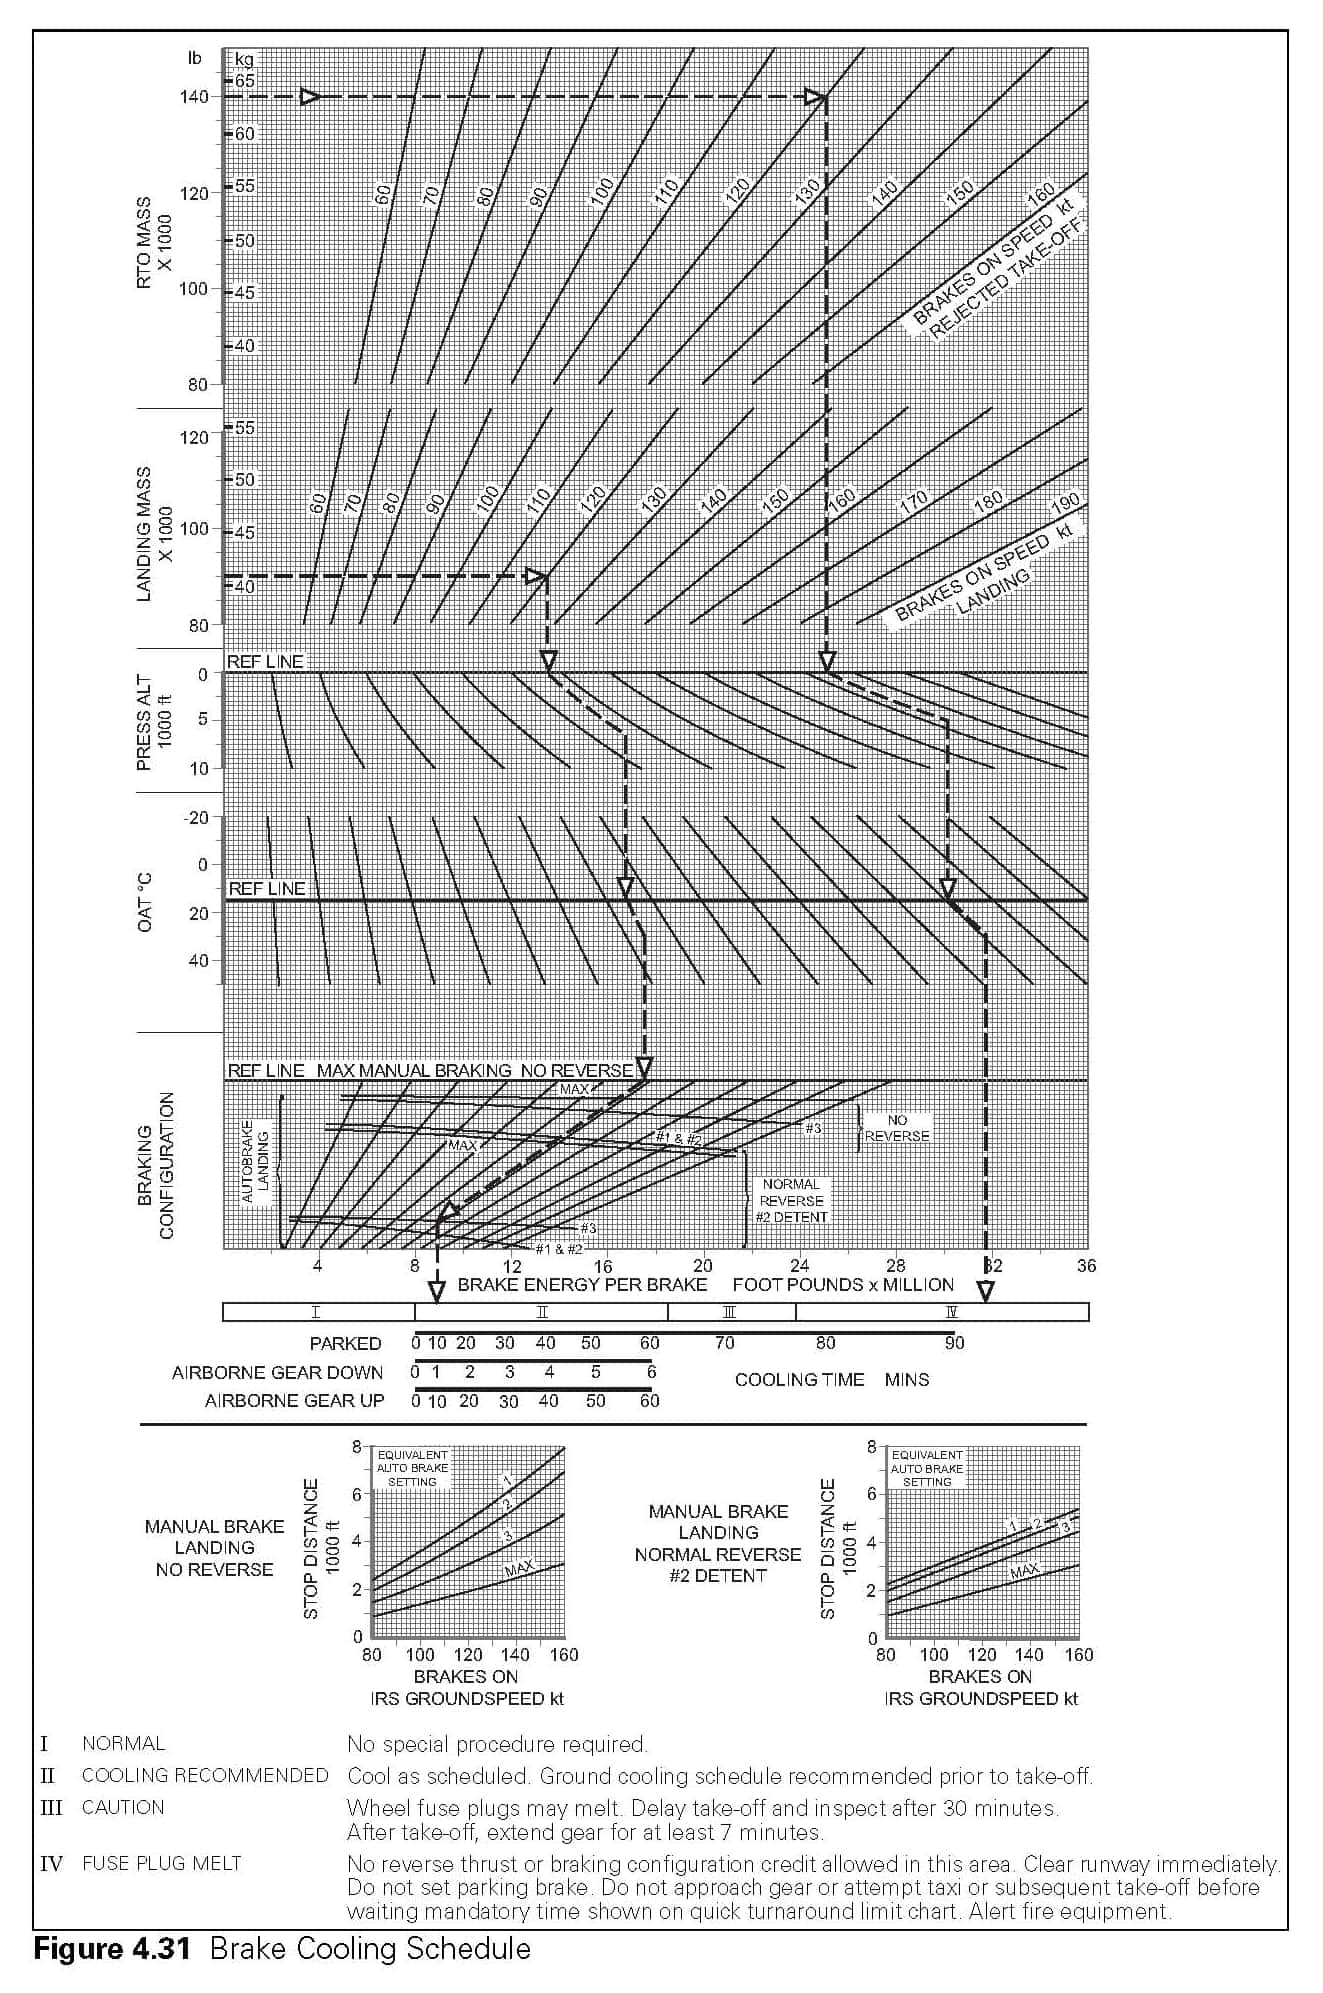 lb kg
65
140
60
120 55
50
100 45
40
80
RTO MASS
X 1000
60 70 80 90 100 110 120 130 140 150 160
BRAKES ON SPEED kt
REJECTED TAKE-OFF
55
120
50
100 45
40
80
LANDING MASS
X 1000
60 70 80 90 100 110 120 130 140 150 160 170 180 190
BRAKES ON SPEED kt
LANDING
REF LINE
0
5
10
PRESS ALT
1000 ft
-20
0
REF LINE
20
40
OAT °C
REF LINE MAX MANUAL BRAKING NO REVERSE
BRAKING
CONFIGURATION
AUTOBRAKE
LANDING
MAX
#3
NO
REVERSE
#1 & #2
MAX
NORMAL
REVERSE
#2 DETENT
#3
#1 & #2
4 8 12 16 20 24 28 32 36
BRAKE ENERGY PER BRAKE FOOT POUNDS x MILLION
I II III IV
PARKED 0 10 20 30 40 50 60 70 80 90
AIRBORNE GEAR DOWN 0 1 2 3 4 5 6
COOLING TIME MINS
AIRBORNE GEAR UP 0 10 20 30 40 50 60
MANUAL BRAKE
LANDING
NO REVERSE
STOP DISTANCE
1000 ft
8
6
4
2
0
EQUIVALENT
AUTO BRAKE
SETTING
1
2
3
MAX
80 100 120 140 160
BRAKES ON
IRS GROUNDSPEED kt
MANUAL BRAKE
LANDING
NORMAL REVERSE
#2 DETENT
STOP DISTANCE
1000 ft
8
6
4
2
0
EQUIVALENT
AUTO BRAKE
SETTING
1 2 3
MAX
80 100 120 140 160
BRAKES ON
IRS GROUNDSPEED kt
I NORMAL No special procedure required.
II COOLING RECOMMENDED Cool as scheduled. Ground cooling schedule recommended prior to take-off.
III CAUTION Wheel fuse plugs may melt. Delay take-off and inspect after 30 minutes.
After take-off, extend gear for at least 7 minutes.
IV FUSE PLUG MELT No reverse thrust or braking configuration credit allowed in this area. Clear runway immediately.
Do not set parking brake. Do not approach gear or attempt taxi or subsequent take-off before
waiting mandatory time shown on quick turnaround limit chart. Alert fire equipment.
Figure 4.31 Brake Cooling Schedule